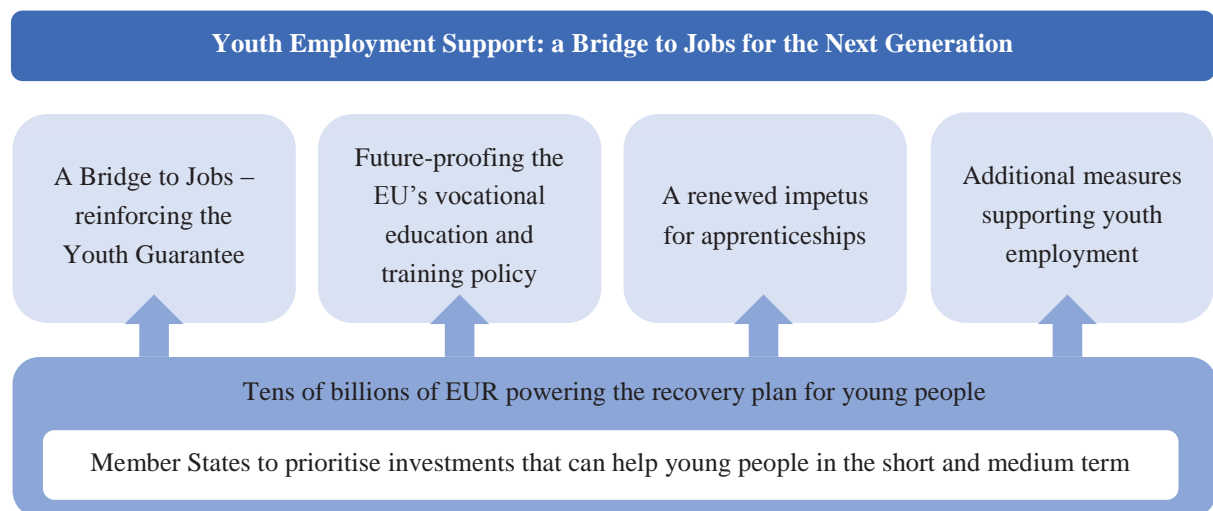 Youth Employment Support: a Bridge to Jobs for the Next Generation
A Bridge to Jobs –
reinforcing the
Youth Guarantee
Future-proofing the
EU’s vocational
education and
training policy
A renewed impetus
for apprenticeships
Additional measures
supporting youth
employment
Tens of billions of EUR powering the recovery plan for young people
Member States to prioritise investments that can help young people in the short and medium term